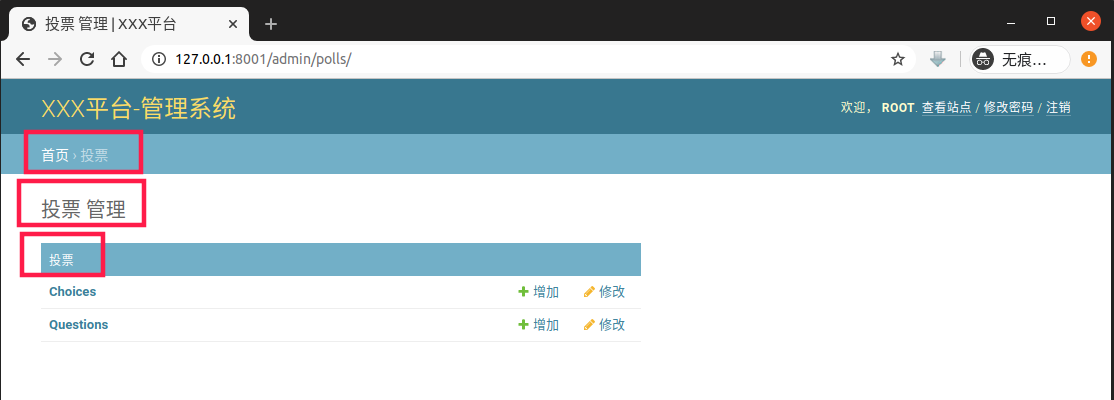 投票 管理 | XXX平台
127.0.0.1:8001/admin/polls/
无痕…
XXX平台-管理系统
欢迎， ROOT. 查看站点 / 修改密码 / 注销
首页 › 投票
投票 管理
投票
Choices 增加 修改
Questions 增加 修改